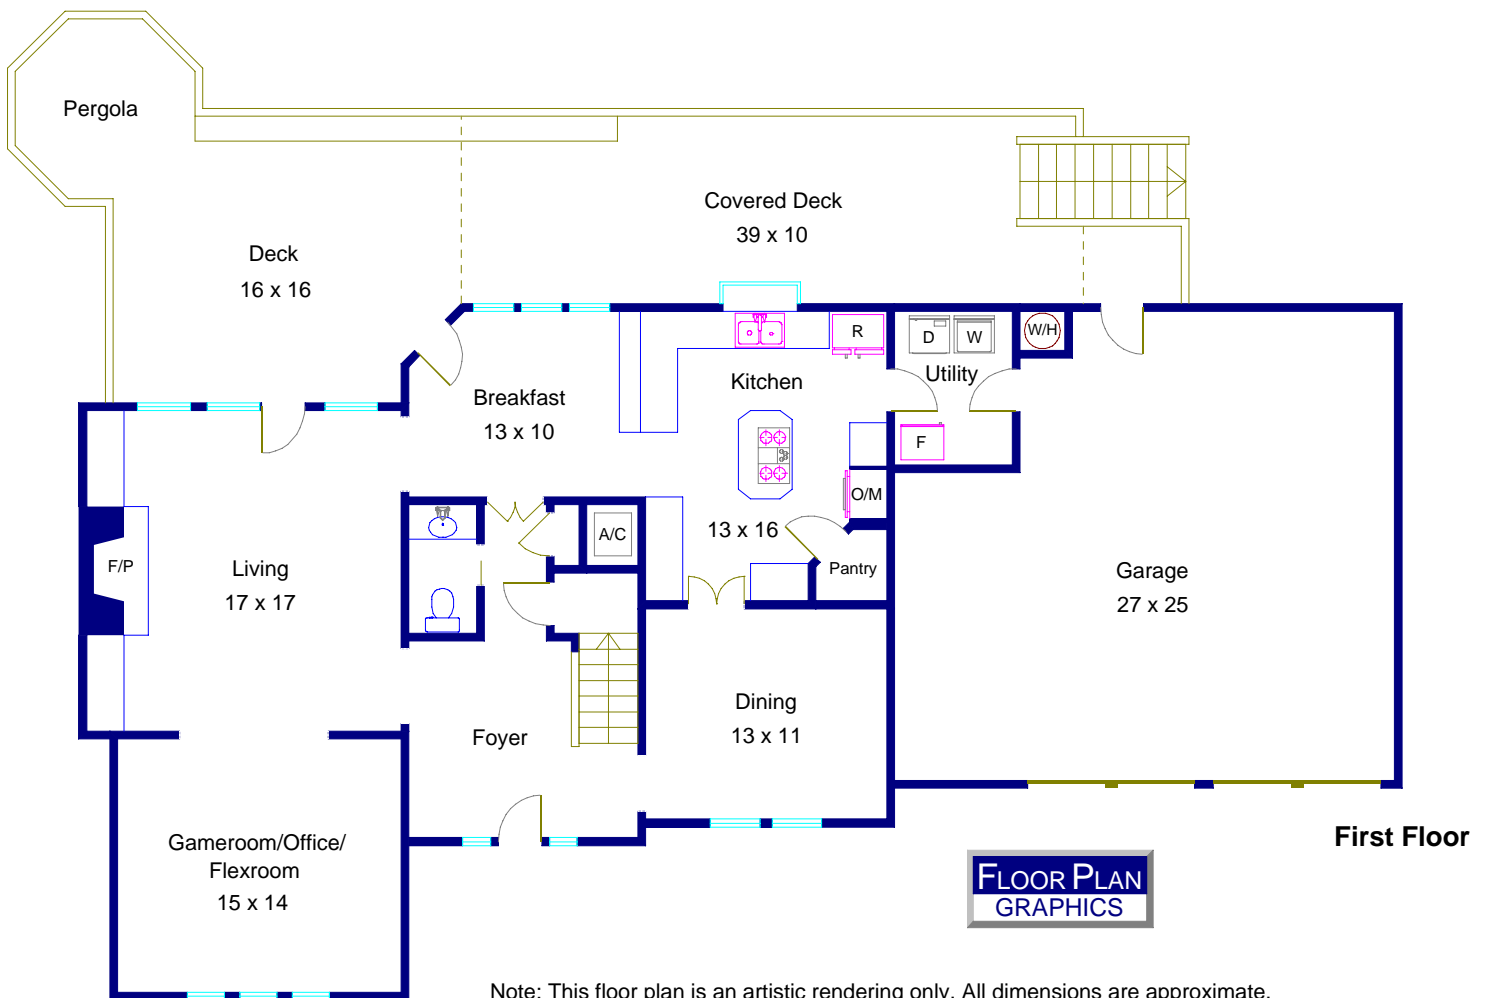 Pergola
Covered Deck
39 x 10
Deck
16 x 16
R
D
W
W/H
Utility
Kitchen
Breakfast
13 x 10
F
O/M
A/C
13 x 16
Pantry
F/P
Living
17 x 17
Garage
27 x 25
Dining
13 x 11
Foyer
Gameroom/Office/
Flexroom
15 x 14
First Floor
FLOOR PLAN
GRAPHICS
Note: This floor plan is an artistic rendering only. All dimensions are approximate.